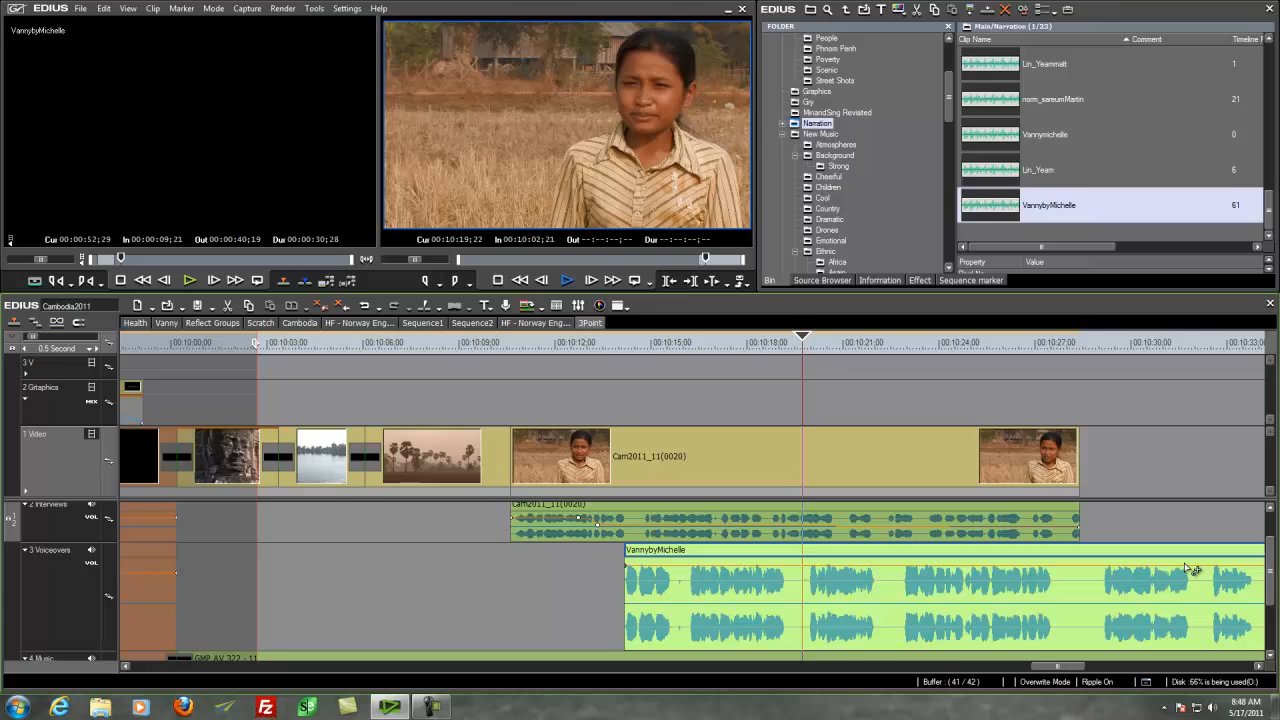 EDIUS File Edit View Clip Marker Mode Capture Render Tools Settings Help
VannybyMichelle
Cur 00:00:52;29 In 00:00:09;21 Out 00:00:40;19 Dur 00:00:30;28
Cur 00:10:19;22 In 00:10:02;21 Out --:--:--;-- Dur --:--:--;--
EDIUS
FOLDER
People
Phnom Penh
Poverty
Scenic
Street Shots
Graphics
Gry
MinandSing Revisited
Narration
New Music
Atmospheres
Background
Strong
Cheerful
Children
Cool
Country
Dramatic
Drones
Emotional
Ethnic
Africa
Main/Narration (1/23)
Clip Name Comment Timeline
Lin_Yeammatt 1
norm_sareumMartin 21
Vannymichelle 0
Lin_Yeam 6
VannybyMichelle 61
Property Value
Bin Source Browser Information Effect Sequence marker
EDIUS Cambodia2011
Health Vanny Reflect Groups Scratch Cambodia HF - Norway Eng... Sequence1 Sequence2 HF - Norway Eng... 3Point
0.5 Second 00:10:00;00 00:10:03;00 00:10:06;00 00:10:09;00 00:10:12;00 00:10:15;00 00:10:18;00 00:10:21;00 00:10:24;00 00:10:27;00 00:10:30;00 00:10:33;0
3 V
2 Grtaphics
MIX
1 Video
Cam2011_11(0020)
2 Interviews
VOL
Cam2011_11(0020)
3 Voiceovers
VOL
VannybyMichelle
4 Music
GMP AV 322 - 11
Buffer : ( 41 / 42 ) Overwrite Mode Ripple On Disk :66% is being used(O:)
8:48 AM
5/17/2011